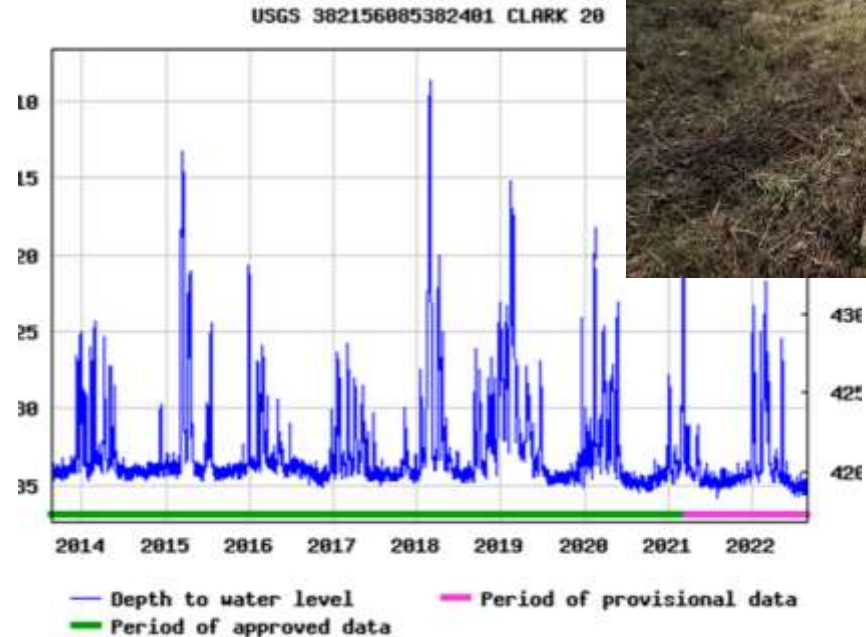 USGS 382156085382401 CLARK 20
10
15
20
430
25
425
30
420
35
2014 2015 2016 2017 2018 2019 2020 2021 2022
Depth to water level
Period of provisional data
Period of approved data